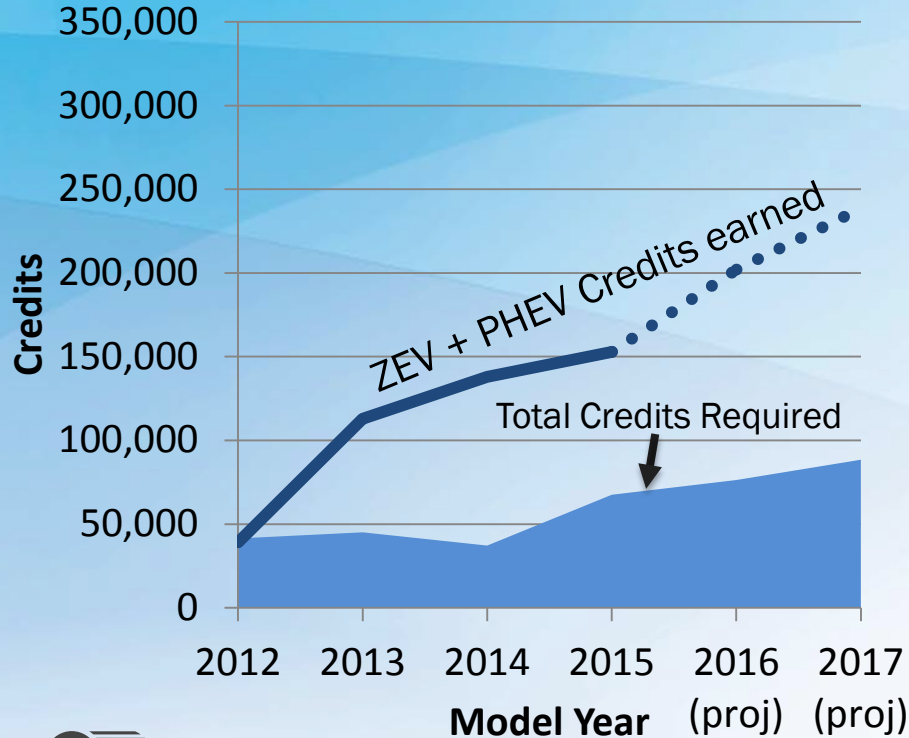 350,000
300,000
250,000
200,000
150,000
100,000
50,000
0
Credits
ZEV + PHEV Credits earned
Total Credits Required
2012 2013 2014 2015 2016 2017
(proj) (proj)
Model Year